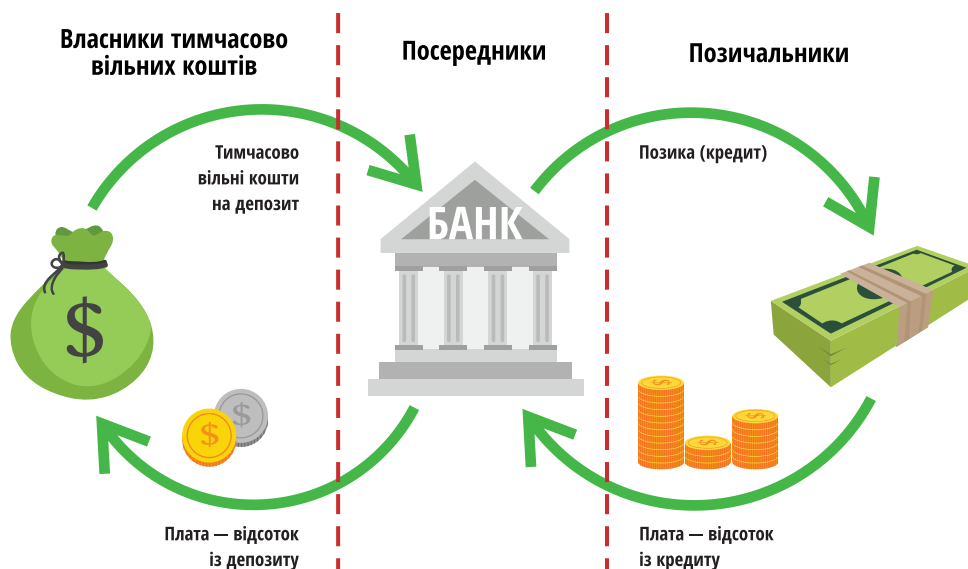 Власники тимчасово
вільних коштів
Посередники
Позичальники
Тимчасово
вільні кошти
на депозит
Позика (кредит)
БАНК
$
$
$
$
$
$
Плата — відсоток
із депозиту
Плата — відсоток
із кредиту